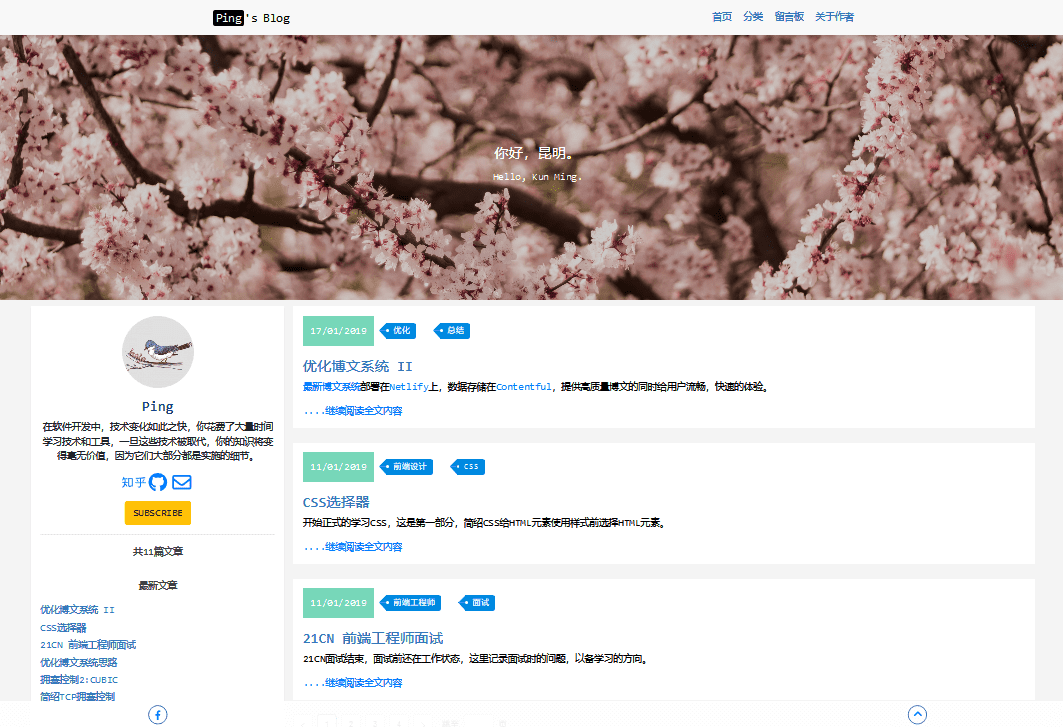 Ping's Blog
首页 分类 留言板 关于作者
你好，昆明。
Hello, Kun Ming.
Ping
在软件开发中，技术变化如此之快，你花费了大量时间
学习技术和工具，一旦这些技术被取代，你的知识将变
得毫无价值，因为它们大部分都是实施的细节。
知乎
SUBSCRIBE
共11篇文章
最新文章
优化博文系统 II
CSS选择器
21CN 前端工程师面试
优化博文系统思路
拥塞控制2:CUBIC
简绍TCP拥塞控制
17/01/2019 优化 总结
优化博文系统 II
最新博文系统部署在Netlify上，数据存储在Contentful，提供高质量博文的同时给用户流畅，快速的体验。
....继续阅读全文内容
11/01/2019 前端设计 CSS
CSS选择器
开始正式的学习CSS，这是第一部分，简绍CSS给HTML元素使用样式前选择HTML元素。
....继续阅读全文内容
11/01/2019 前端工程师 面试
21CN 前端工程师面试
21CN面试结束，面试前还在工作状态，这里记录面试时的问题，以备学习的方向。
....继续阅读全文内容